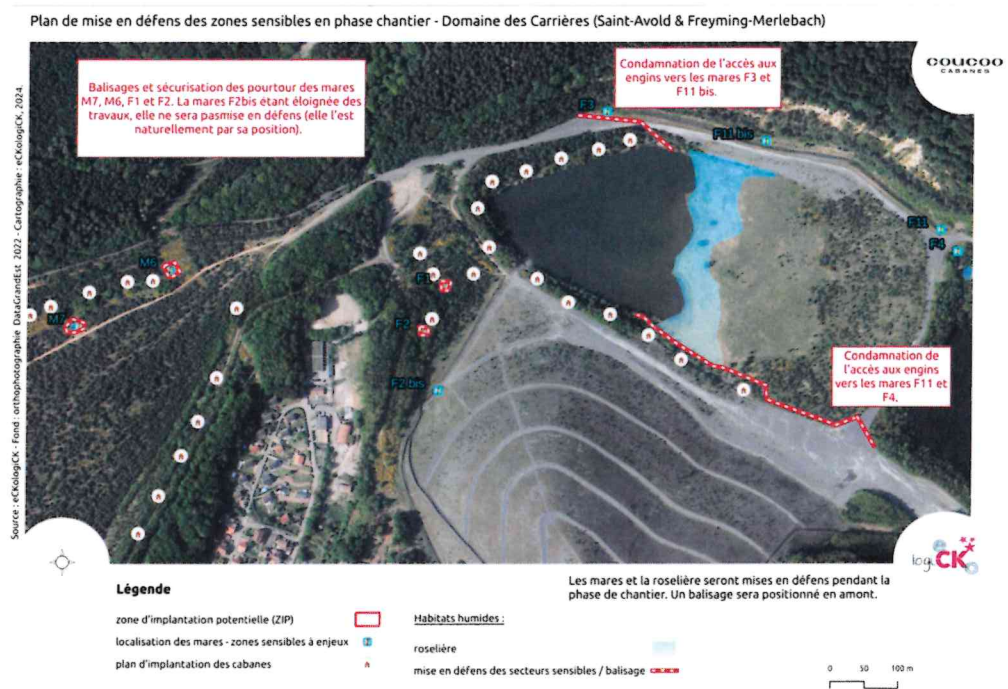 Plan de mise en défens des zones sensibles en phase chantier - Domaine des Carrières (Saint-Avold & Freyming-Merlebach)
COUCOO
CABANES
Balisages et sécurisation des pourtour des mares
M7, M6, F1 et F2. La mares F2bis étant éloignée des
travaux, elle ne sera pasmise en défens (elle l'est
naturellement par sa position).
Condamnation de l'accès aux
engins vers les mares F3 et
F11 bis.
F3
F11 bis
F11
F4
M6
M7
F1
F2
F2 bis
Condamnation de
l'accès aux engins
vers les mares F11 et
F4.
Source : eCKologiCK - Fond : orthophotographie DataGrandEst 2022 - Cartographie : eCKologiCK, 2024.
logiCK
Légende
zone d'implantation potentielle (ZIP)
localisation des mares - zones sensibles à enjeux
plan d'implantation des cabanes
Habitats humides :
roselière
mise en défens des secteurs sensibles / balisage
Les mares et la roselière seront mises en défens pendant la
phase de chantier. Un balisage sera positionné en amont.
0 50 100 m